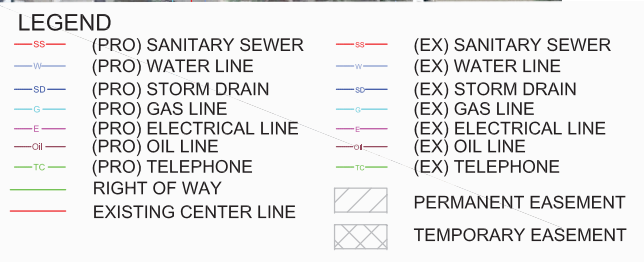 LEGEND
SS (PRO) SANITARY SEWER SS (EX) SANITARY SEWER
W (PRO) WATER LINE W (EX) WATER LINE
SD (PRO) STORM DRAIN SD (EX) STORM DRAIN
G (PRO) GAS LINE G (EX) GAS LINE
E (PRO) ELECTRICAL LINE E (EX) ELECTRICAL LINE
Oil (PRO) OIL LINE Oil (EX) OIL LINE
TC (PRO) TELEPHONE TC (EX) TELEPHONE
RIGHT OF WAY
EXISTING CENTER LINE
PERMANENT EASEMENT
TEMPORARY EASEMENT